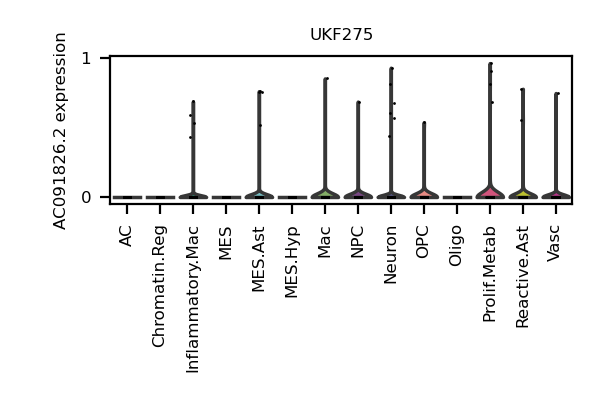 UKF275
AC091826.2 expression
1
0
AC
Chromatin.Reg
Inflammatory.Mac
MES
MES.Ast
MES.Hyp
Mac
NPC
Neuron
OPC
Oligo
Prolif.Metab
Reactive.Ast
Vasc